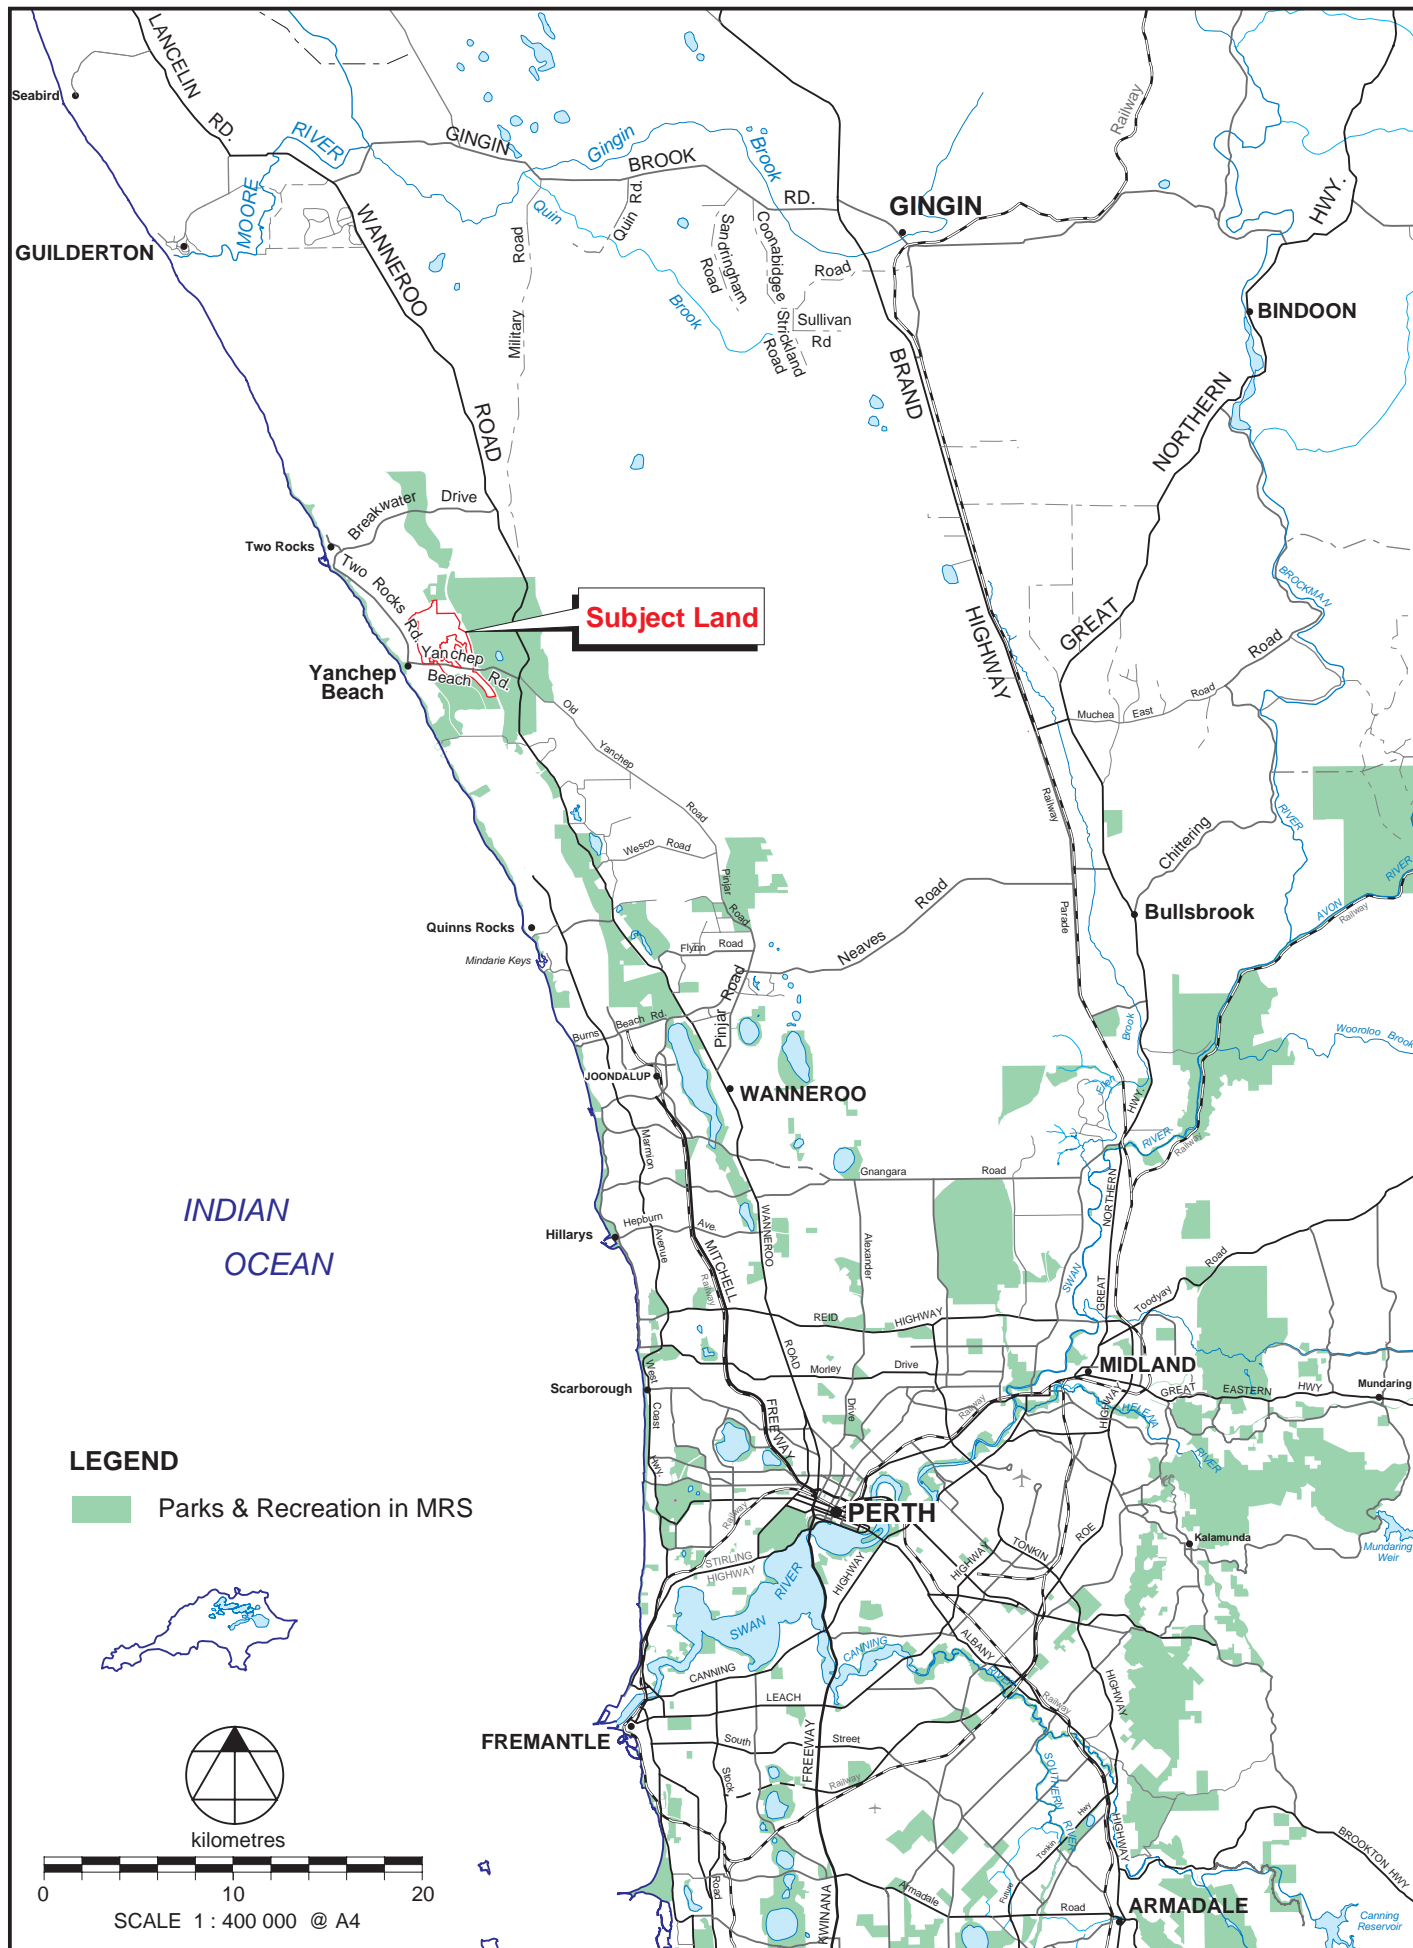 LANCELIN
RD.
Seabird
RIVER
GINGIN
Gingin
Brook
BROOK
RD.
Railway
MOORE
GUILDERTON
WANNEROO
ROAD
Military
Road
Quin
Brook
Quin Rd.
Sandringham
Road
Coonabidgee
Road
Strickland
Road
Sullivan
Rd
GINGIN
BRAND
HIGHWAY
BINDOON
HWY.
NORTHERN
GREAT
BROCKMAN
RIVER
Breakwater Drive
Two Rocks
Two Rocks
Rd.
Subject Land
Yanchep
Beach Rd.
Yanchep
Beach
Old
Yanchep
Road
Muchea East Road
Road
Chittering
Railway
Parade
Wesco Road
Pinjar
Road
Neaves Road
Bullsbrook
AVON
RIVER
Railway
Quinns Rocks
Mindarie Keys
Flynn Road
Pinjar Road
Burns Beach Rd.
Brook
Ellen
Wooroloo Brook
JOONDALUP
WANNEROO
HWY.
RIVER
Railway
Marmion
Avenue
Gnangara Road
INDIAN
OCEAN
Hillarys
Hepburn Ave.
MITCHELL
Railway
FREEWAY
WANNEROO
ROAD
Alexander
Drive
NORTHERN
GREAT
SWAN
Toodyay Road
REID HIGHWAY
Morley Drive
MIDLAND
HIGHWAY
GREAT EASTERN HWY
Mundaring
HELENA
RIVER
Scarborough
West
Coast
Hwy.
Railway
LEGEND
Parks & Recreation in MRS
PERTH
Railway
STIRLING
HIGHWAY
SWAN
RIVER
HIGHWAY
HIGHWAY
TONKIN
ROE
Kalamunda
Mundaring
Weir
CANNING
CANNING
RIVER
ALBANY
Railway
HIGHWAY
LEACH
FREMANTLE
South Street
FREEWAY
Stock
Road
Railway
SOUTHERN
RIVER
Future
Tonkin
Hwy
HIGHWAY
KWINANA
Armadale
Road
ARMADALE
BROOKTON HWY
Canning
Reservoir
kilometres
0 10 20
SCALE 1 : 400 000 @ A4